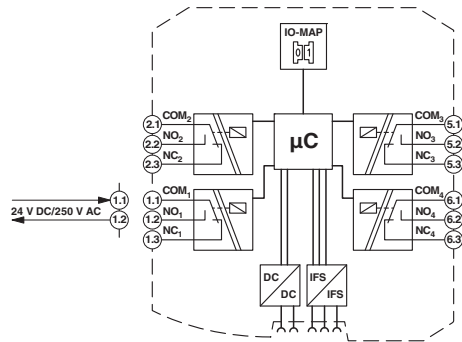 IO-MAP
0 1
2.1 COM2
2.2 NO2
2.3 NC2
COM3 5.1
NO3 5.2
NC3 5.3
µC
24 V DC/250 V AC
1.1
1.2
1.1 COM1
1.2 NO1
1.3 NC1
COM4 6.1
NO4 6.2
NC4 6.3
DC
DC
IFS
IFS